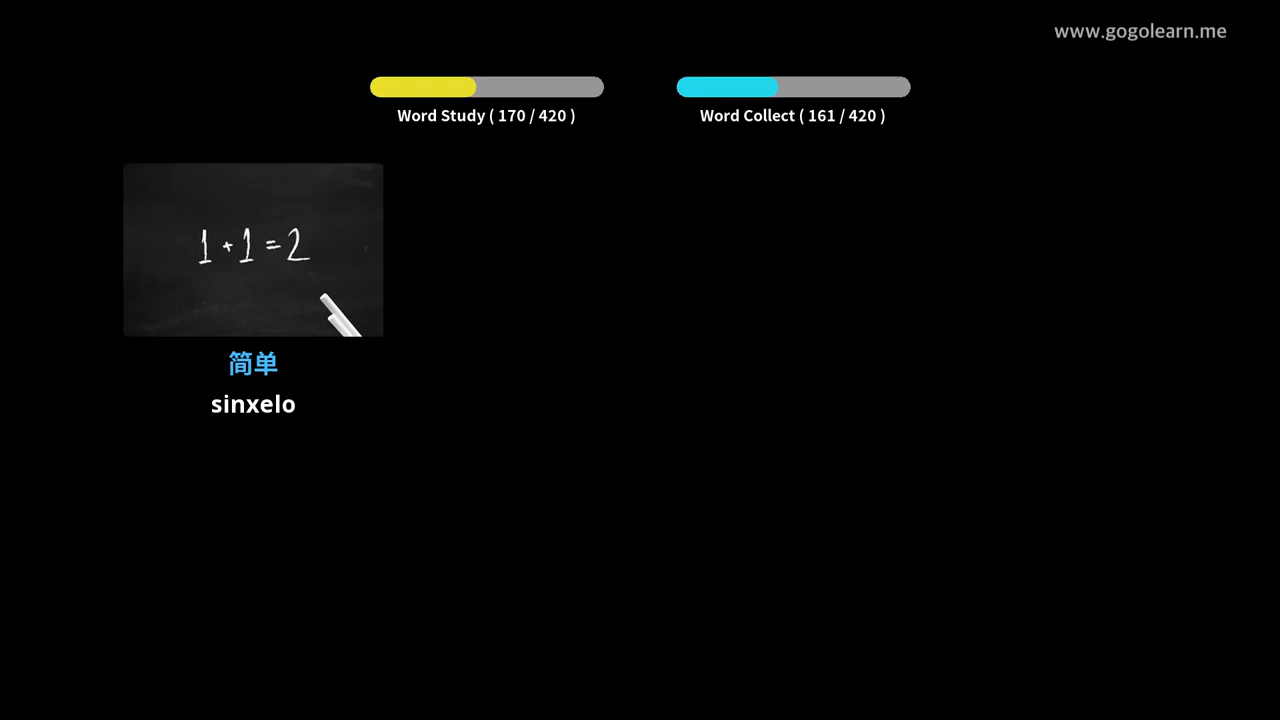 www.gogolearn.me
Word Study ( 170 / 420 )
Word Collect ( 161 / 420 )
1 + 1 = 2
简单
sinxelo